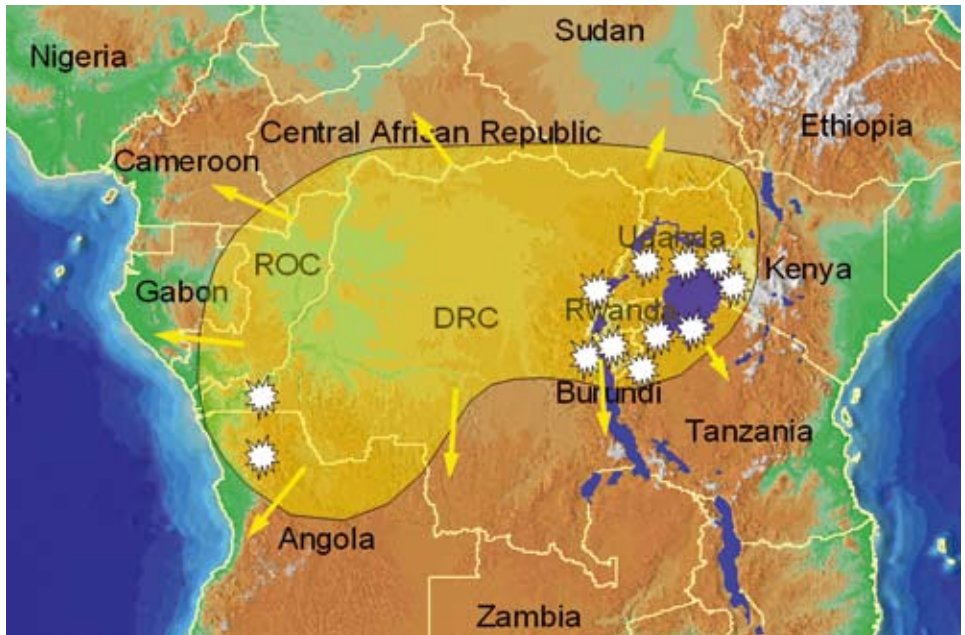 Sudan
Nigeria
Ethiopia
Central African Republic
Cameroon
Uganda
ROC
Kenya
Gabon
Rwanda
DRC
Burundi
Tanzania
Angola
Zambia